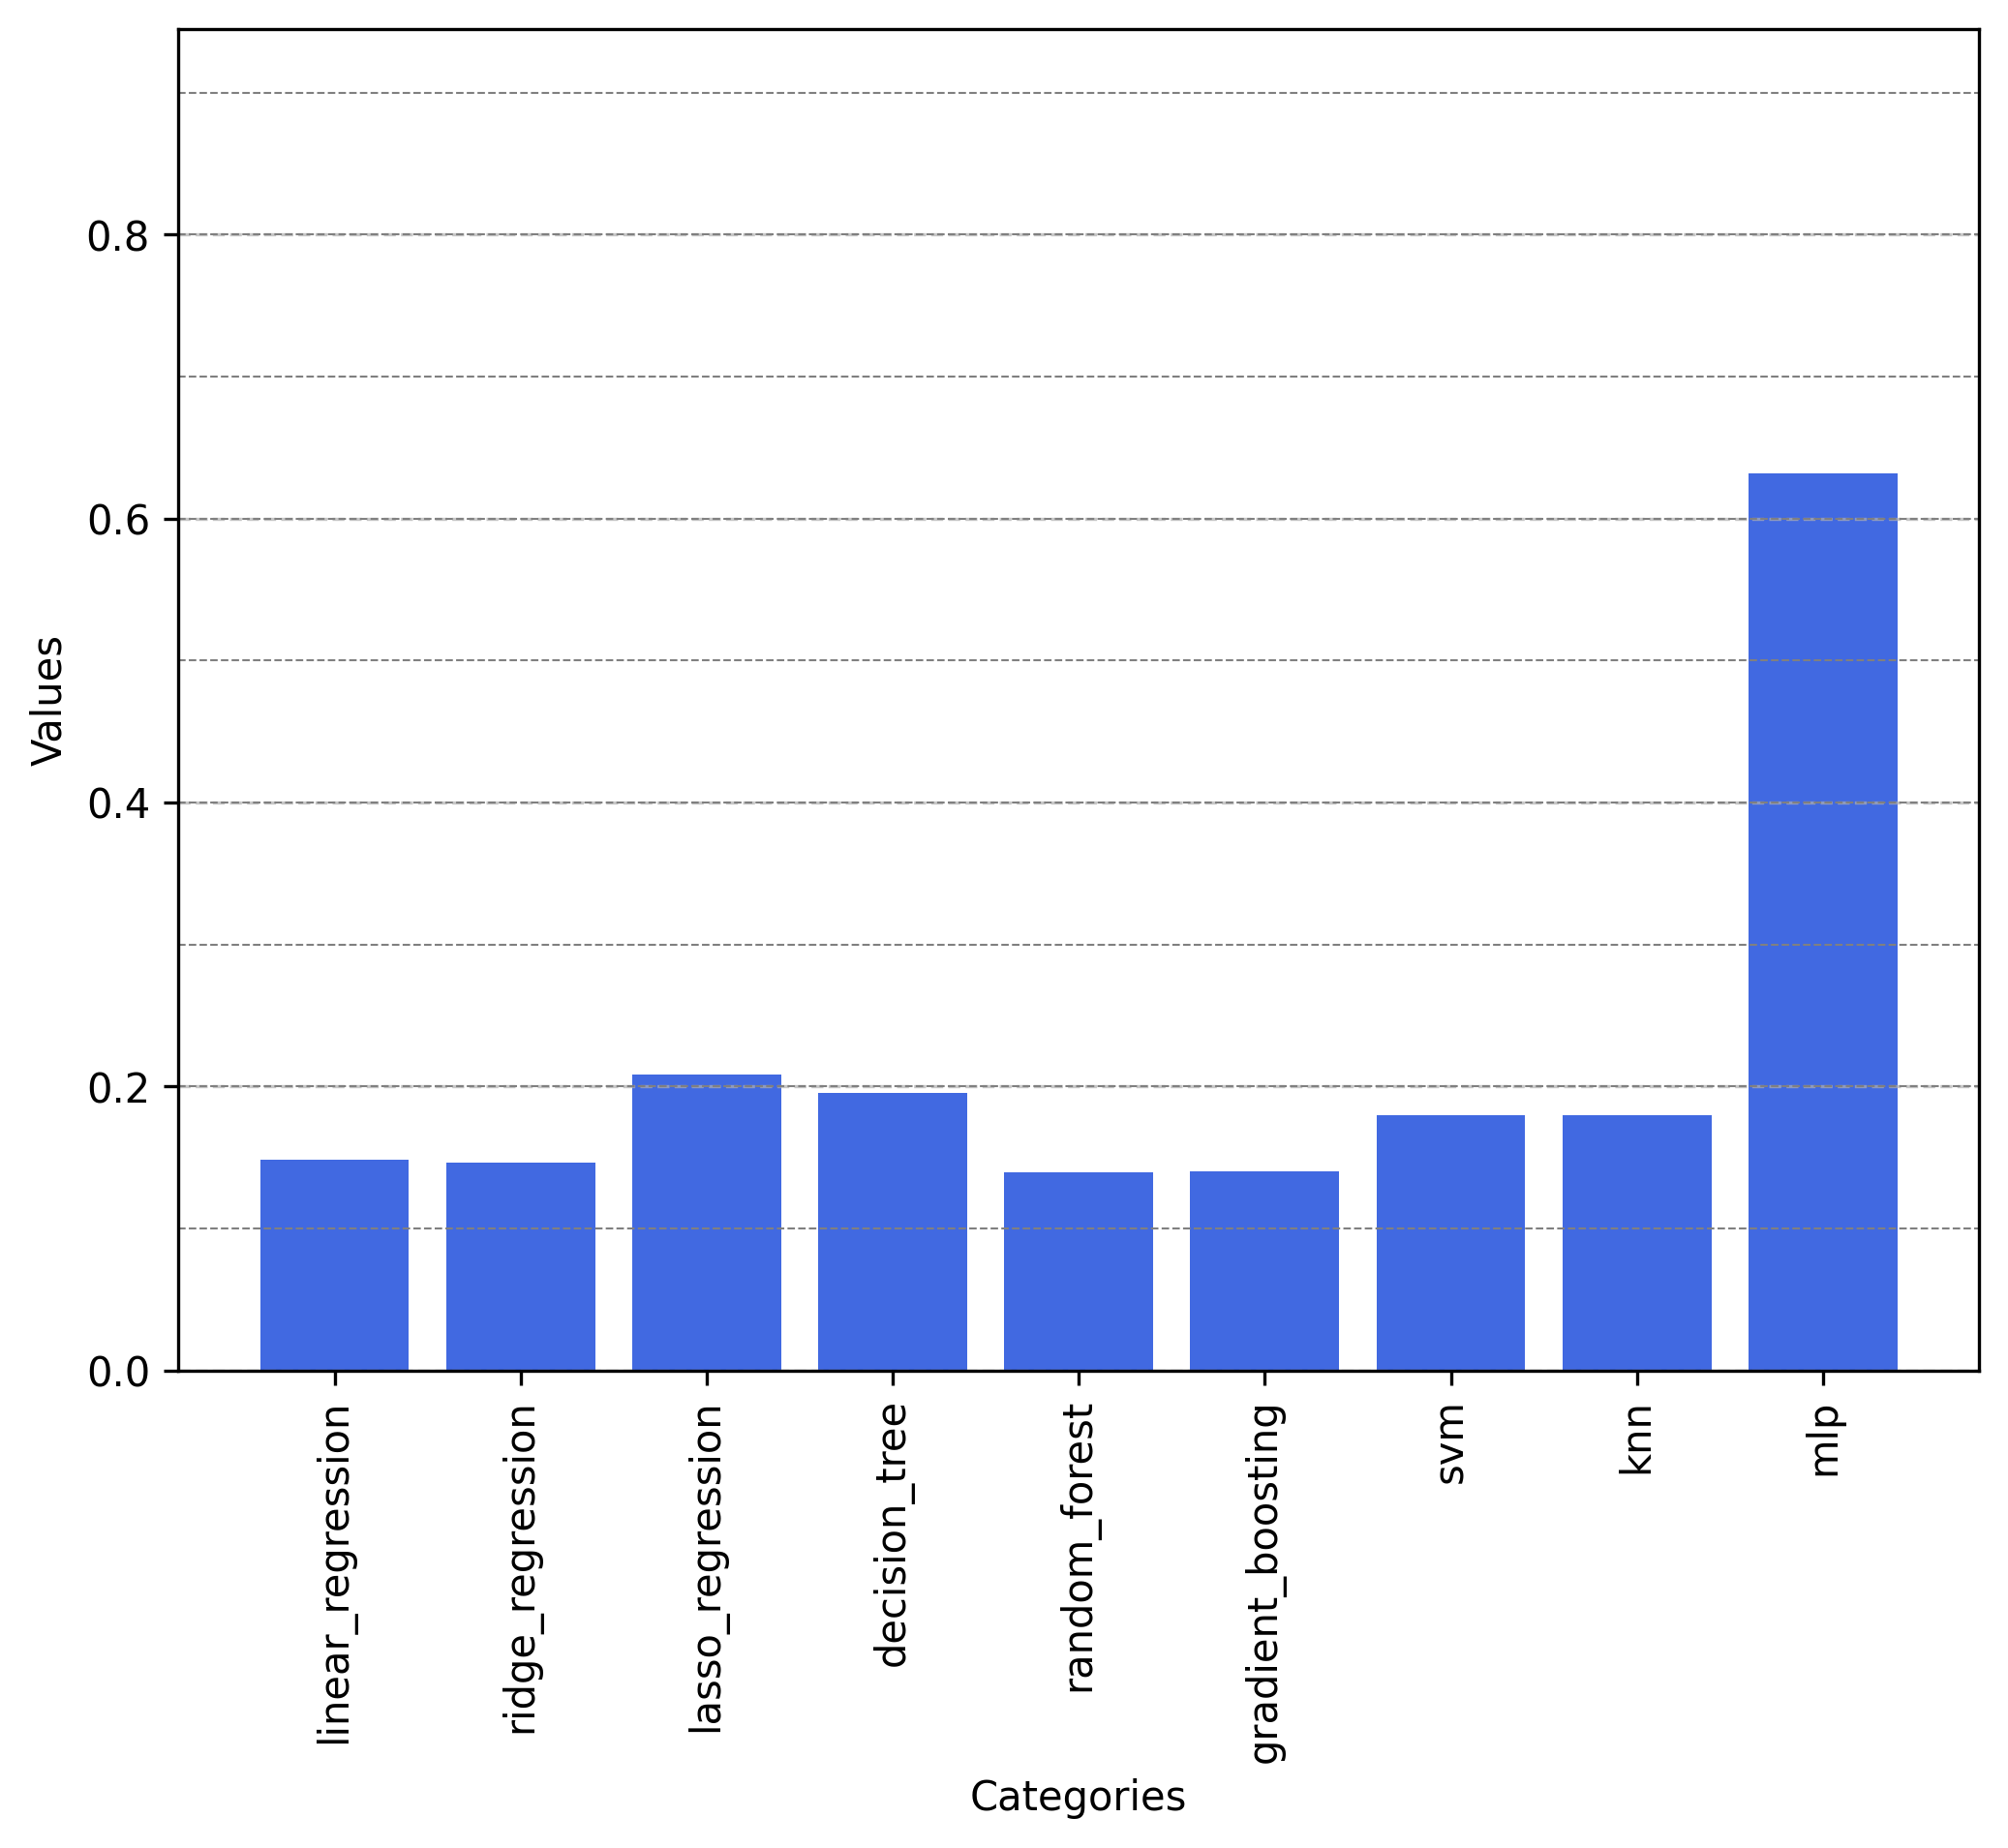 Values
0.8
0.6
0.4
0.2
0.0
linear_regression
ridge_regression
lasso_regression
decision_tree
random_forest
gradient_boosting
svm
knn
mlp
Categories